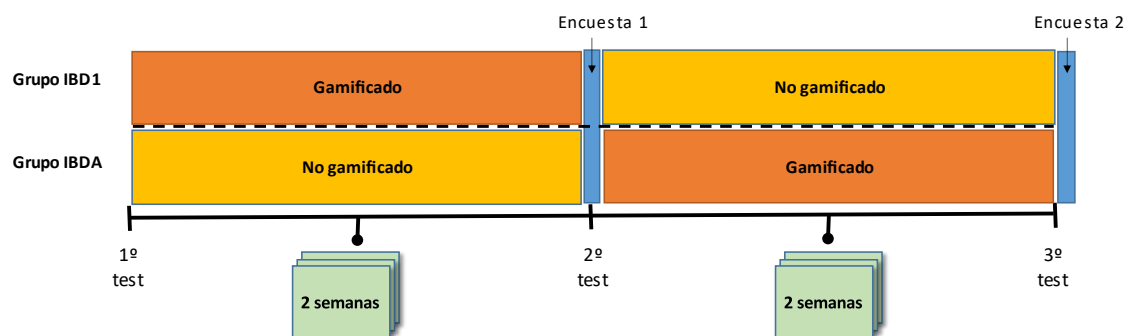 Encuesta 1
Encuesta 2
Grupo IBD1
Gamificado
No gamificado
Grupo IBDA
No gamificado
Gamificado
1º
test
2º
test
3º
test
2 semanas
2 semanas